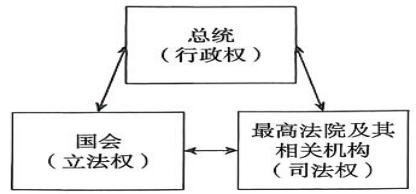 总统
（行政权）
国会
（立法权）
最高法院及其
相关机构
（司法权）